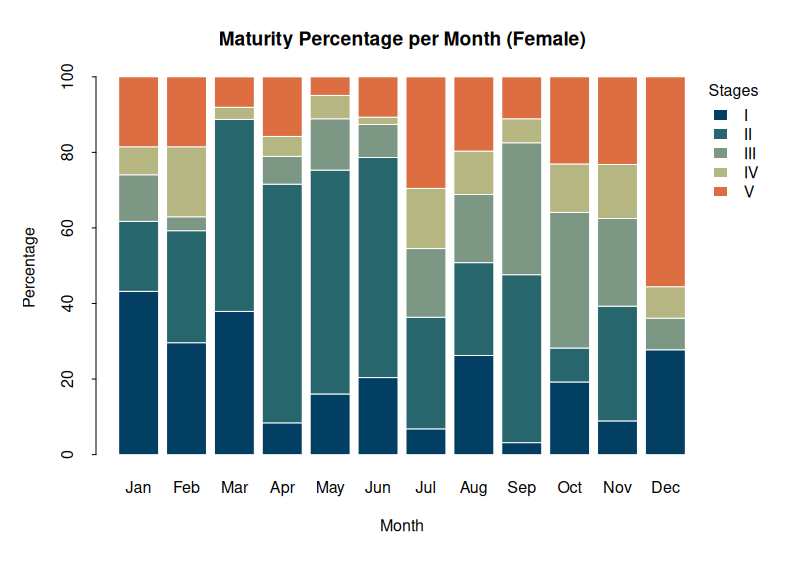 Maturity Percentage per Month (Female)
Percentage
100
80
60
40
20
0
Stages
I
II
III
IV
V
Jan Feb Mar Apr May Jun Jul Aug Sep Oct Nov Dec
Month